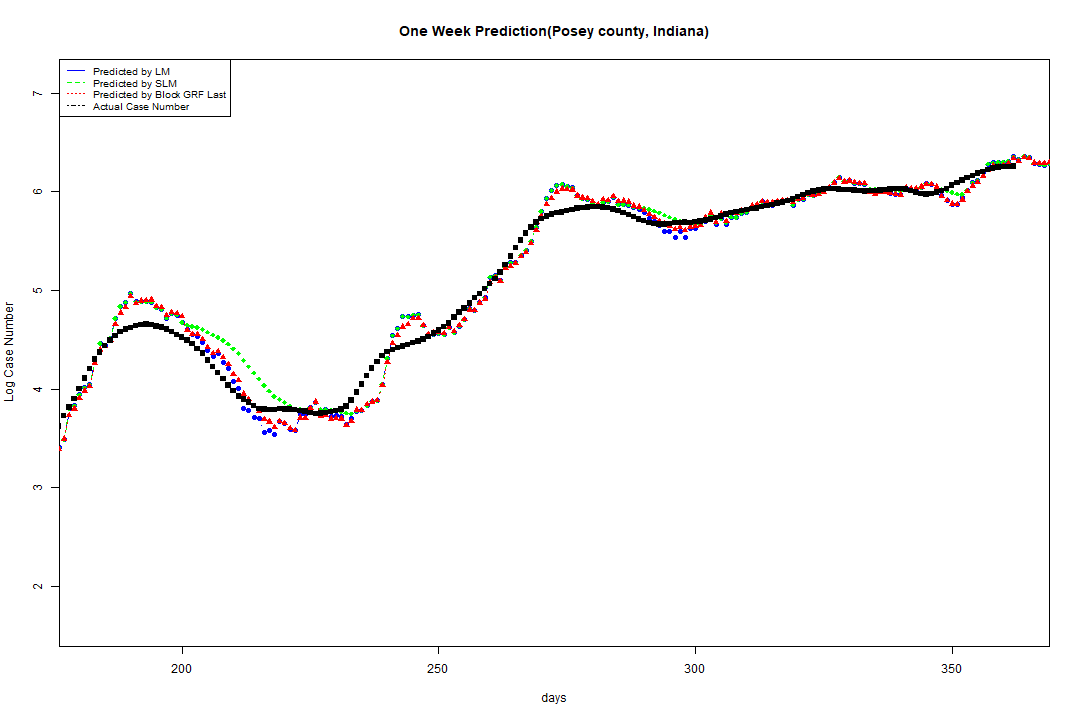 One Week Prediction(Posey county, Indiana)
Predicted by LM
Predicted by SLM
Predicted by Block GRF Last
Actual Case Number
7
6
5
4
3
2
Log Case Number
200 250 300 350
days